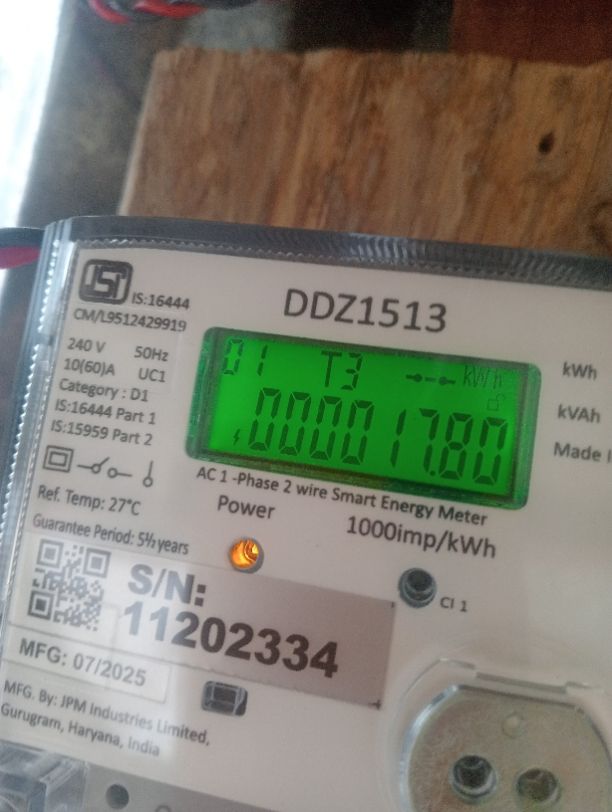 ISI
IS:16444
CM/L9512429919
DDZ1513
240 V 50Hz
10(60)A UC1
Category : D1
IS:16444 Part 1
IS:15959 Part 2
01 T3 kWh
00001780
kWh
kVAh
Made
Ref. Temp: 27°C
AC 1 -Phase 2 wire Smart Energy Meter
Power 1000imp/kWh
Guarantee Period: 5½ years
CI 1
S/N:
11202334
MFG: 07/2025
MFG. By: JPM Industries Limited,
Gurugram, Haryana, India